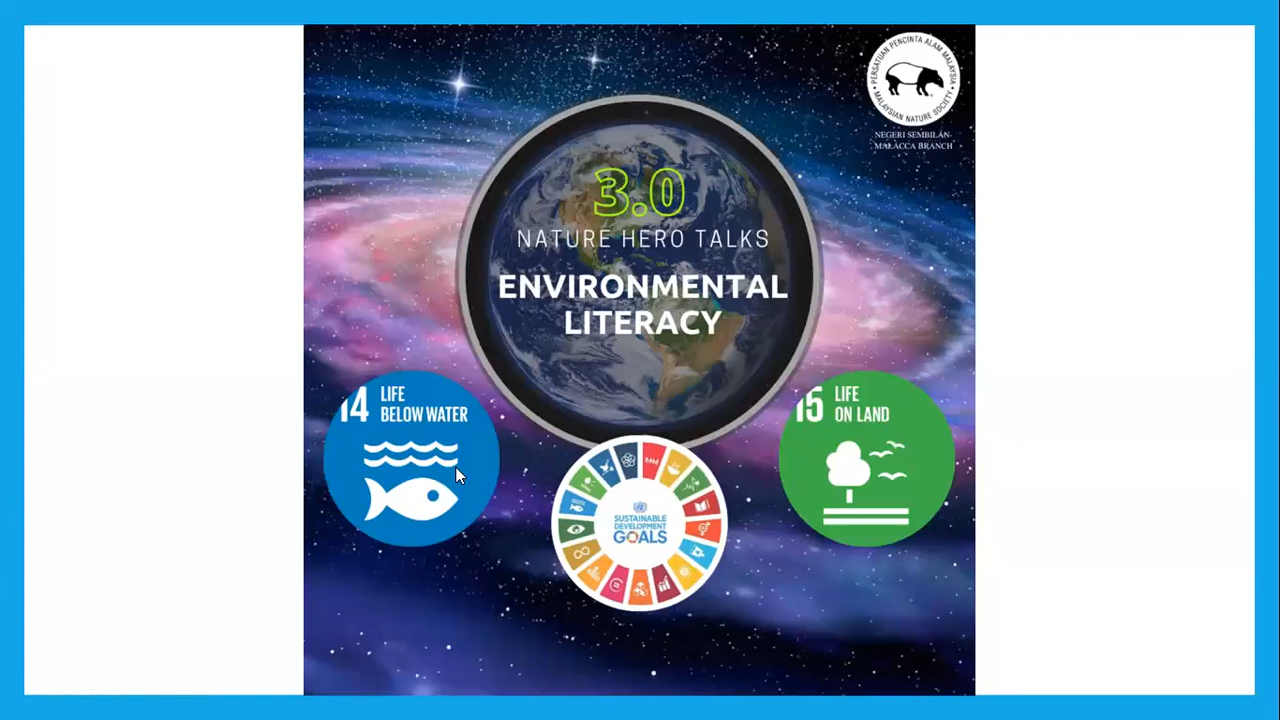 PERSATUAN PENCINTA ALAM MALAYSIA
MALAYSIAN NATURE SOCIETY
NEGERI SEMBILAN-
MALACCA BRANCH
3.0
NATURE HERO TALKS
ENVIRONMENTAL
LITERACY
14 LIFE
BELOW WATER
15 LIFE
ON LAND
SUSTAINABLE
DEVELOPMENT
GOALS